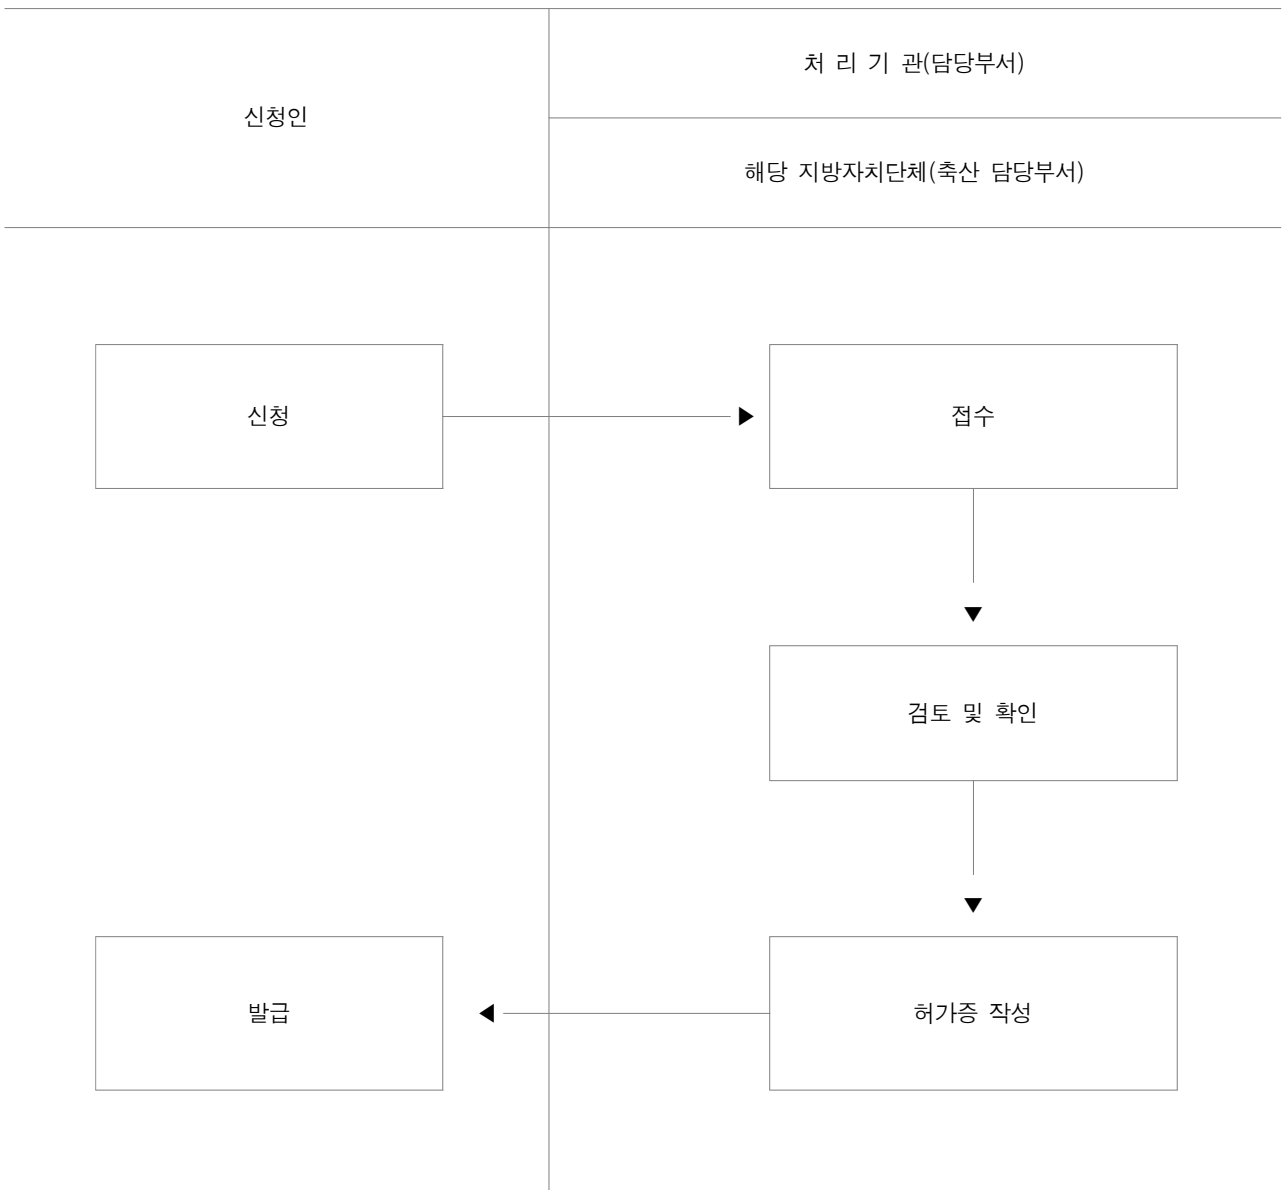 신청인
처 리 기 관(담당부서)
해당 지방자치단체(축산 담당부서)
신청
접수
검토 및 확인
발급
허가증 작성